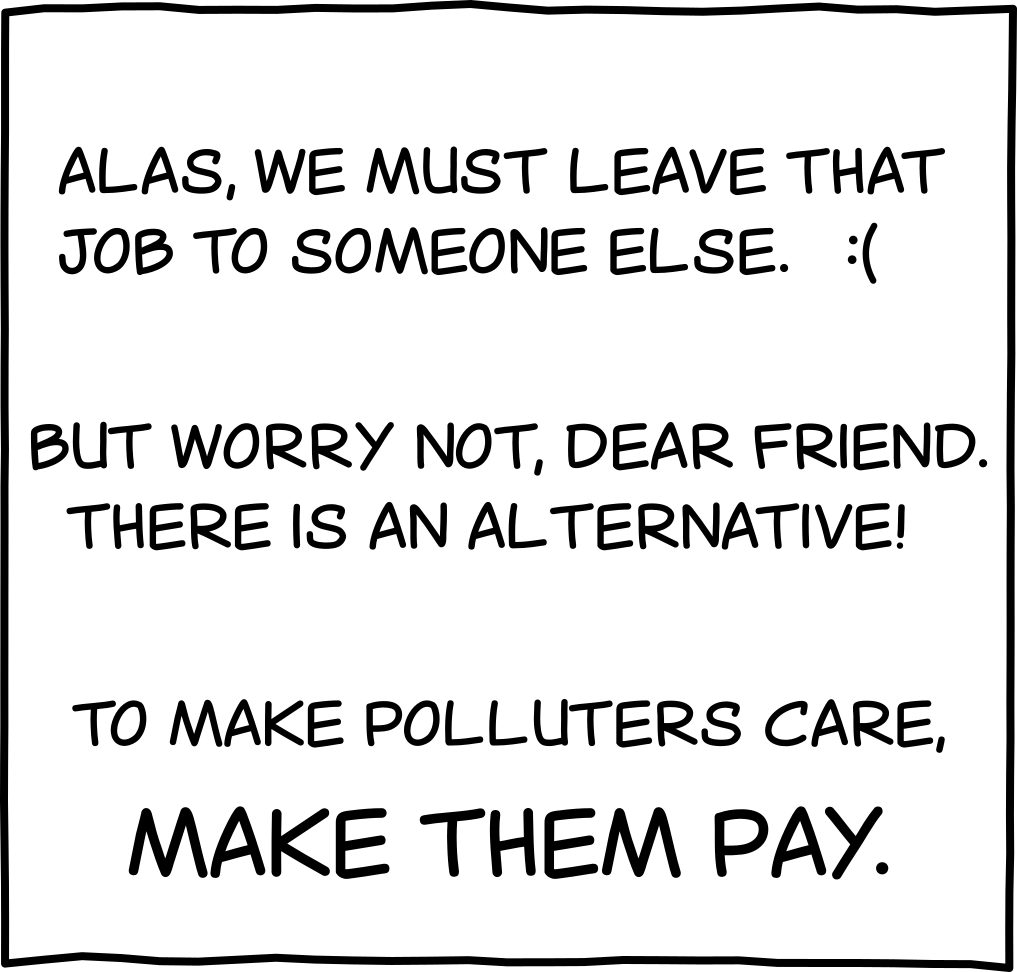 ALAS, WE MUST LEAVE THAT
JOB TO SOMEONE ELSE. :(
BUT WORRY NOT, DEAR FRIEND.
THERE IS AN ALTERNATIVE!
TO MAKE POLLUTERS CARE,
MAKE THEM PAY.